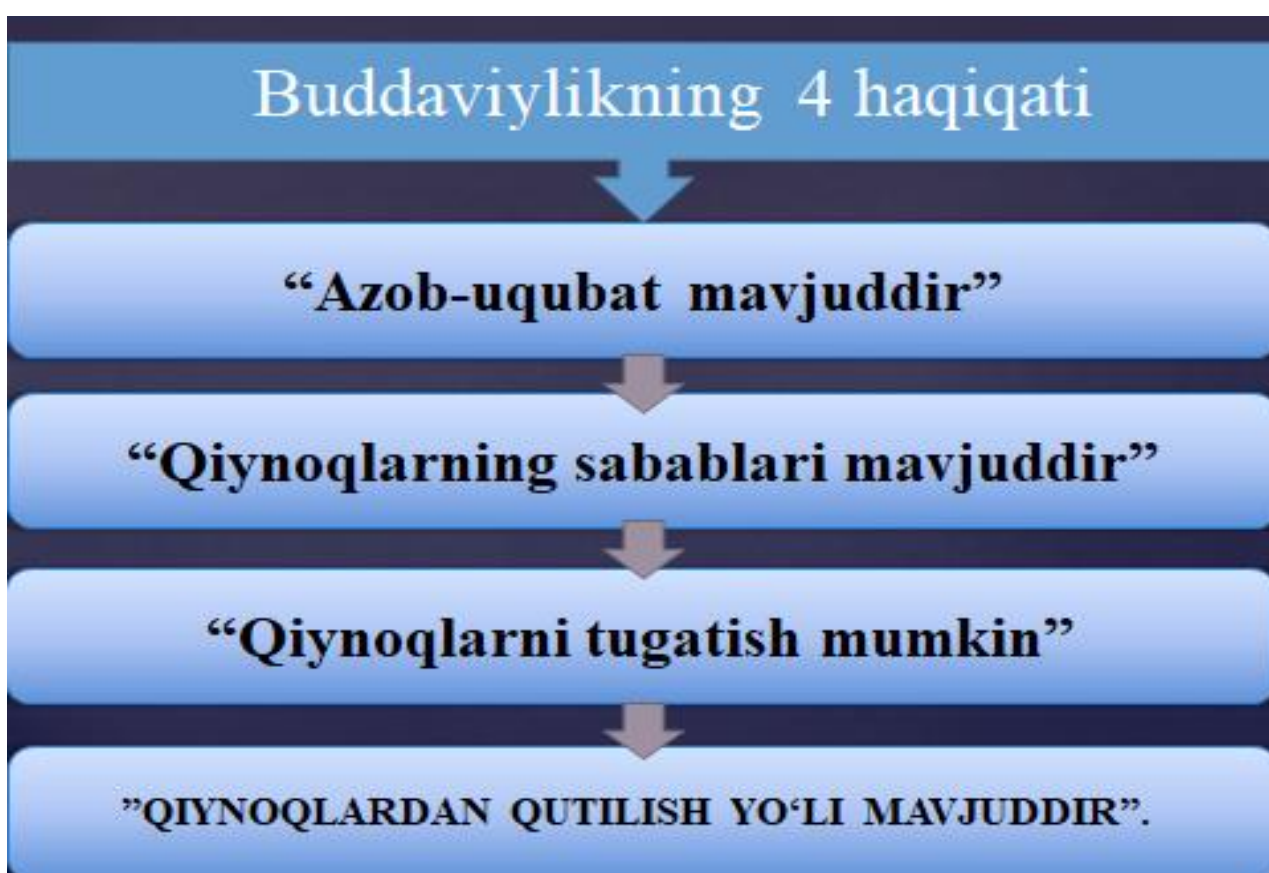 Buddaviylikning 4 haqiqati
“Azob-uqubat mavjuddir”
“Qiynoqlarning sabablari mavjuddir”
“Qiynoqlarni tugatish mumkin”
”QIYNOQLARDAN QUTILISH YO‘LI MAVJUDDIR”.